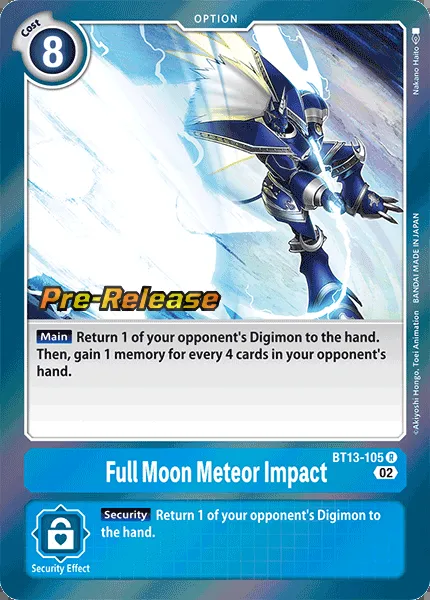 OPTION
Cost
8
Nakano Haito
Pre-Release
Main Return 1 of your opponent's Digimon to the hand.
Then, gain 1 memory for every 4 cards in your opponent's
hand.
©Akiyoshi Hongo, Toei Animation BANDAI MADE IN JAPAN
BT13-105 R
Full Moon Meteor Impact
02
Security Return 1 of your opponent's Digimon to
the hand.
Security Effect